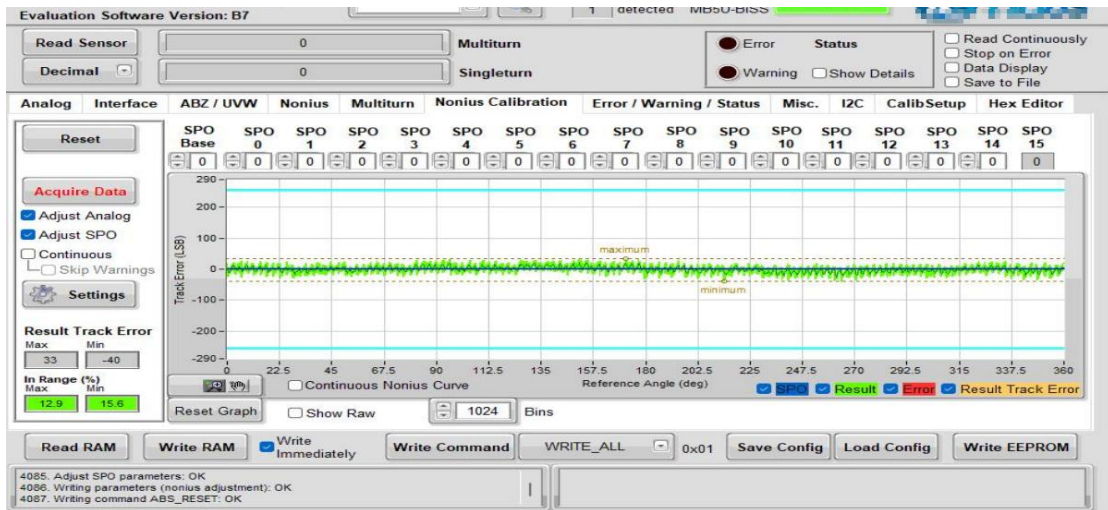 Evaluation Software Version: B7
1 detected MB5U-BISS
Read Sensor 0 Multiturn Error Status Read Continuously
Stop on Error
Decimal 0 Singleturn Warning Show Details Data Display
Save to File
Analog Interface ABZ / UVW Nonius Multiturn Nonius Calibration Error / Warning / Status Misc. I2C CalibSetup Hex Editor
Reset
SPO Base SPO 0 SPO 1 SPO 2 SPO 3 SPO 4 SPO 5 SPO 6 SPO 7 SPO 8 SPO 9 SPO 10 SPO 11 SPO 12 SPO 13 SPO 14 SPO 15
0 0 0 0 0 0 0 0 0 0 0 0 0 0 0 0 0
Acquire Data
Adjust Analog
Adjust SPO
Continuous
Skip Warnings
Settings
Result Track Error
Max Min
33 -40
In Range (%)
Max Min
12.9 15.6
Track Error (LSB)
290
200
100
0
-100
-200
-290
maximum
minimum
0 22.5 45 67.5 90 112.5 135 157.5 180 202.5 225 247.5 270 292.5 315 337.5 360
Continuous Nonius Curve Reference Angle (deg) SPO Result Error Result Track Error
Reset Graph Show Raw 1024 Bins
Read RAM Write RAM Write Immediately Write Command WRITE_ALL 0x01 Save Config Load Config Write EEPROM
4085. Adjust SPO parameters: OK
4086. Writing parameters (nonius adjustment): OK
4087. Writing command ABS_RESET: OK